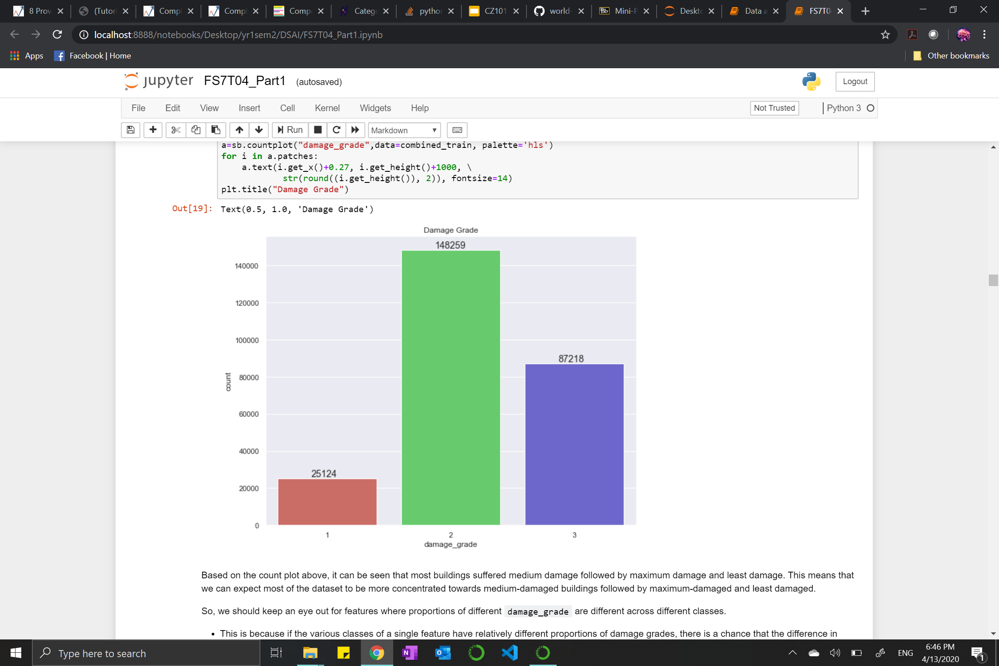 8 Prov
(Tutori
Compl
Compl
Compe
Catego
python
CZ101
world-
Mini-P
Deskto
Data a
FS7T04
localhost:8888/notebooks/Desktop/yr1sem2/DSAI/FS7T04_Part1.ipynb
Apps
Facebook | Home
Other bookmarks
jupyter FS7T04_Part1 (autosaved)
Logout
File Edit View Insert Cell Kernel Widgets Help
Not Trusted
Python 3
Run
Markdown
a=sb.countplot("damage_grade",data=combined_train, palette='hls')
for i in a.patches:
    a.text(i.get_x()+0.27, i.get_height()+1000, \
            str(round((i.get_height()), 2)), fontsize=14)
plt.title("Damage Grade")
Out[19]: Text(0.5, 1.0, 'Damage Grade')
Damage Grade
148259
140000
120000
100000
87218
count
80000
60000
40000
25124
20000
0
1 2 3
damage_grade
Based on the count plot above, it can be seen that most buildings suffered medium damage followed by maximum damage and least damage. This means that
we can expect most of the dataset to be more concentrated towards medium-damaged buildings followed by maximum-damaged and least damaged.
So, we should keep an eye out for features where proportions of different damage_grade are different across different classes.
• This is because if the various classes of a single feature have relatively different proportions of damage grades, there is a chance that the difference in
Type here to search
ENG
6:46 PM
4/13/2020
1